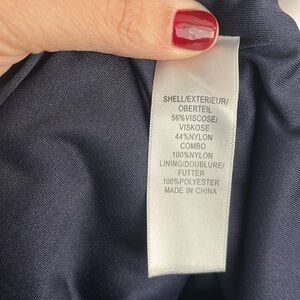 SHELL/EXTERIEUR/
OBERTEIL
56%VISCOSE/
VISKOSE
44%NYLON
COMBO
100%NYLON
LINING/DOUBLURE/
FUTTER
100%POLYESTER
MADE IN CHINA